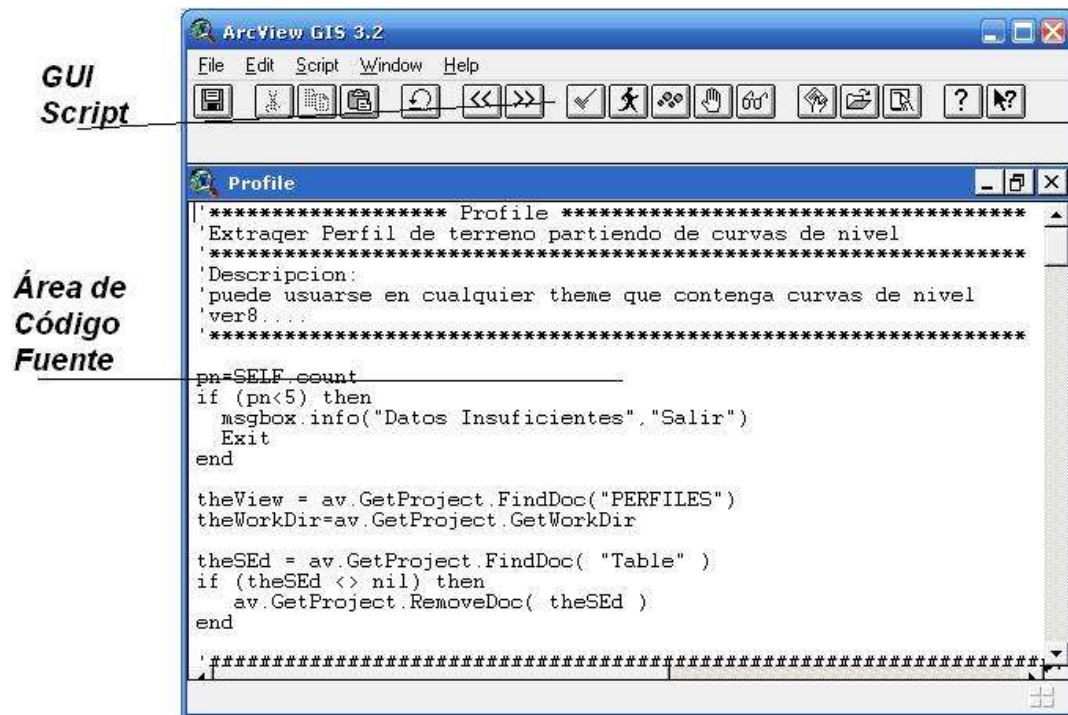 ArcView GIS 3.2
File Edit Script Window Help
GUI
Script
Profile
'******************* Profile *************************************
'Extraqer Perfil de terreno partiendo de curvas de nivel
'*****************************************************************
'Descripcion:
'puede usuarse en cualquier theme que contenga curvas de nivel
'ver8....
'*****************************************************************
Área de
Código
Fuente
pn=SELF.count
if (pn<5) then
  msgbox.info("Datos Insuficientes","Salir")
  Exit
end
theView = av.GetProject.FindDoc("PERFILES")
theWorkDir=av.GetProject.GetWorkDir
theSEd = av.GetProject.FindDoc( "Table" )
if (theSEd <> nil) then
   av.GetProject.RemoveDoc( theSEd )
end
'##################################################################